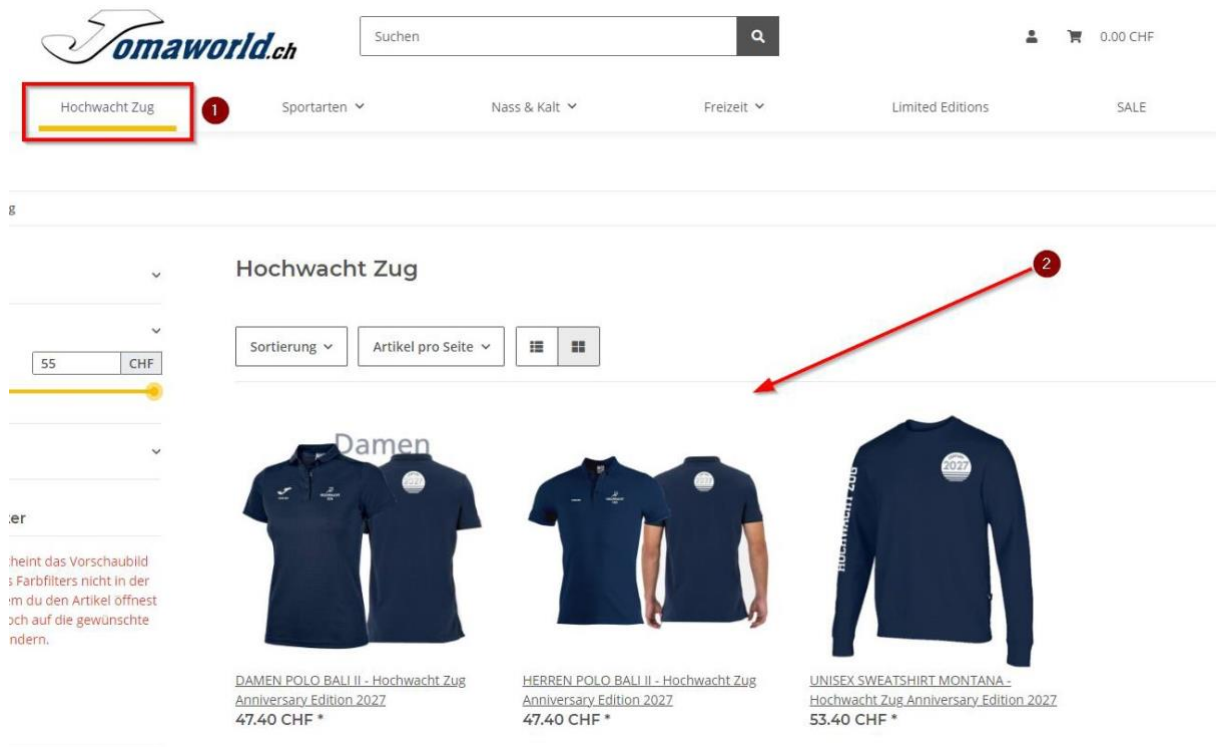 Jomaworld.ch
Suchen
0.00 CHF
Hochwacht Zug
1
Sportarten
Nass & Kalt
Freizeit
Limited Editions
SALE
g
Hochwacht Zug
2
Sortierung
Artikel pro Seite
55 CHF
ter
cheint das Vorschaubild
s Farbfilters nicht in der
em du den Artikel öffnest
och auf die gewünschte
ndern.
Damen
2027
HOCHWACHT ZUG
DAMEN POLO BALI II - Hochwacht Zug
Anniversary Edition 2027
47.40 CHF *
HERREN POLO BALI II - Hochwacht Zug
Anniversary Edition 2027
47.40 CHF *
UNISEX SWEATSHIRT MONTANA -
Hochwacht Zug Anniversary Edition 2027
53.40 CHF *